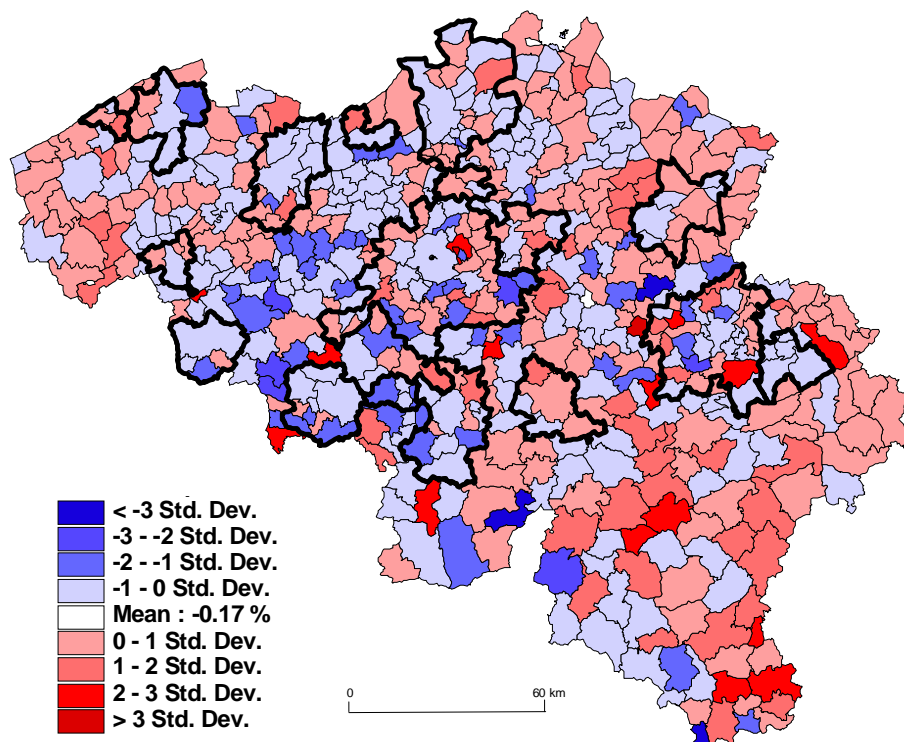 < -3 Std. Dev.
-3 - -2 Std. Dev.
-2 - -1 Std. Dev.
-1 - 0 Std. Dev.
Mean : -0.17 %
0 - 1 Std. Dev.
1 - 2 Std. Dev.
2 - 3 Std. Dev.
> 3 Std. Dev.
0 60 km